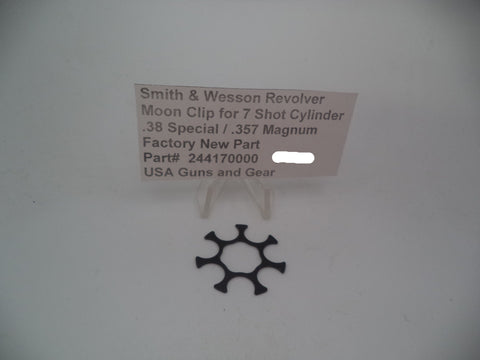 Smith & Wesson Revolver
Moon Clip for 7 Shot Cylinder
.38 Special / .357 Magnum
Factory New Part
Part# 244170000
USA Guns and Gear